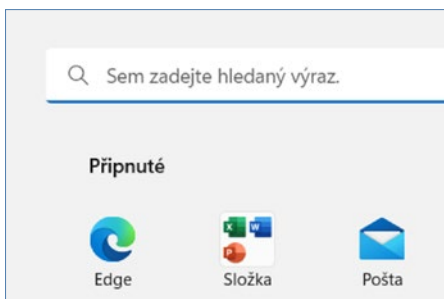 Sem zadejte hledaný výraz.
Připnuté
X W
P
Edge Složka Pošta